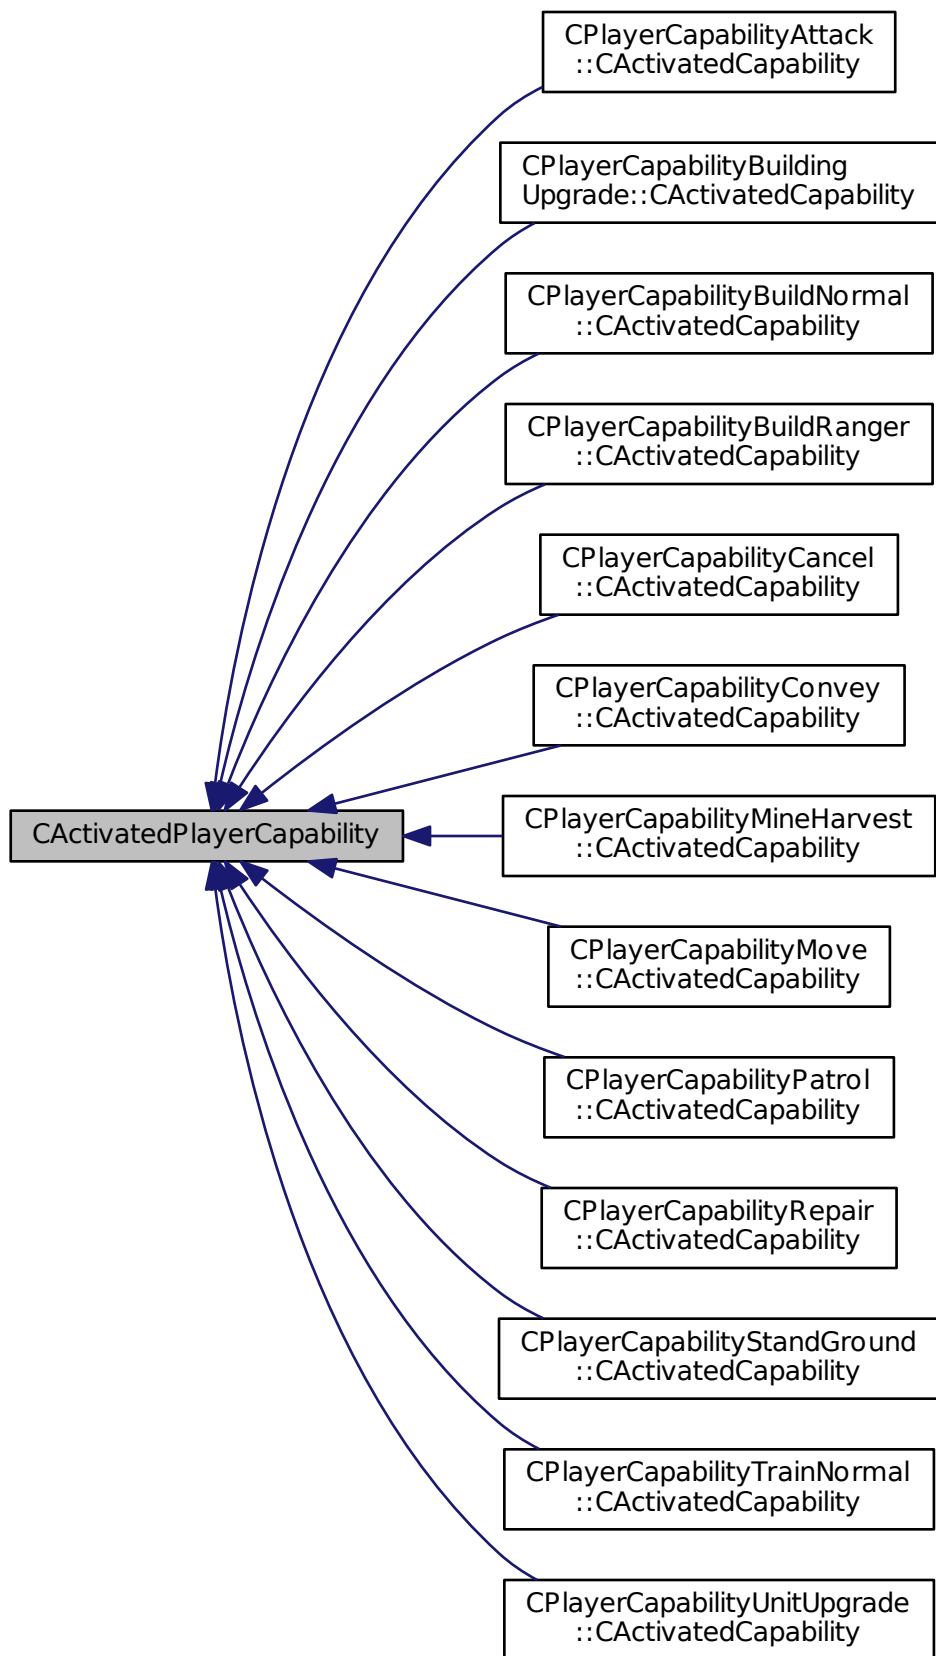 CPlayerCapabilityAttack
::CActivatedCapability
CPlayerCapabilityBuilding
Upgrade::CActivatedCapability
CPlayerCapabilityBuildNormal
::CActivatedCapability
CPlayerCapabilityBuildRanger
::CActivatedCapability
CPlayerCapabilityCancel
::CActivatedCapability
CPlayerCapabilityConvey
::CActivatedCapability
CActivatedPlayerCapability
CPlayerCapabilityMineHarvest
::CActivatedCapability
CPlayerCapabilityMove
::CActivatedCapability
CPlayerCapabilityPatrol
::CActivatedCapability
CPlayerCapabilityRepair
::CActivatedCapability
CPlayerCapabilityStandGround
::CActivatedCapability
CPlayerCapabilityTrainNormal
::CActivatedCapability
CPlayerCapabilityUnitUpgrade
::CActivatedCapability